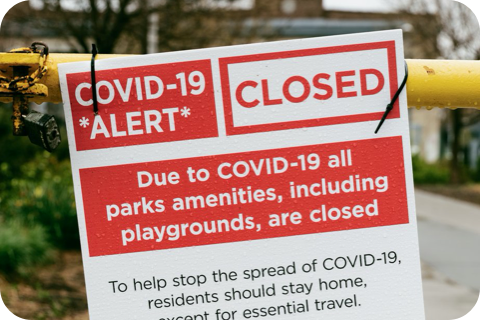 COVID-19
*ALERT*
CLOSED
Due to COVID-19 all
parks amenities, including
playgrounds, are closed
To help stop the spread of COVID-19,
residents should stay home,
except for essential travel.